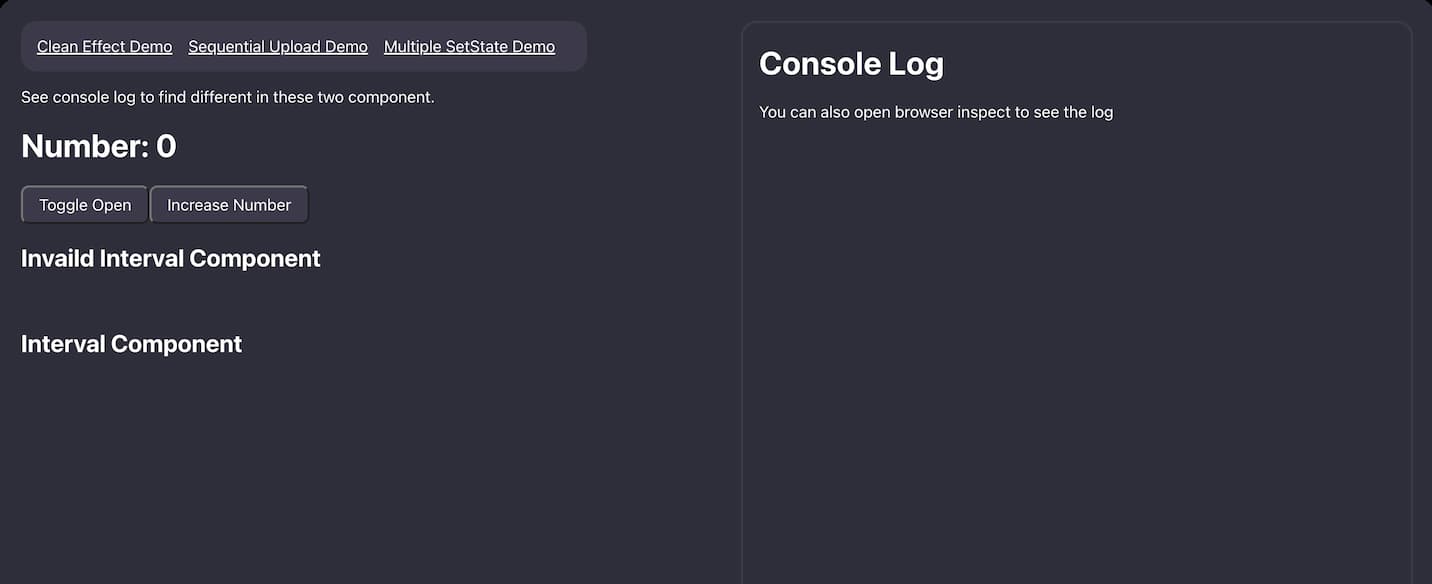 Clean Effect Demo Sequential Upload Demo Multiple SetState Demo
See console log to find different in these two component.
Number: 0
Toggle Open Increase Number
Invaild Interval Component
Interval Component
Console Log
You can also open browser inspect to see the log